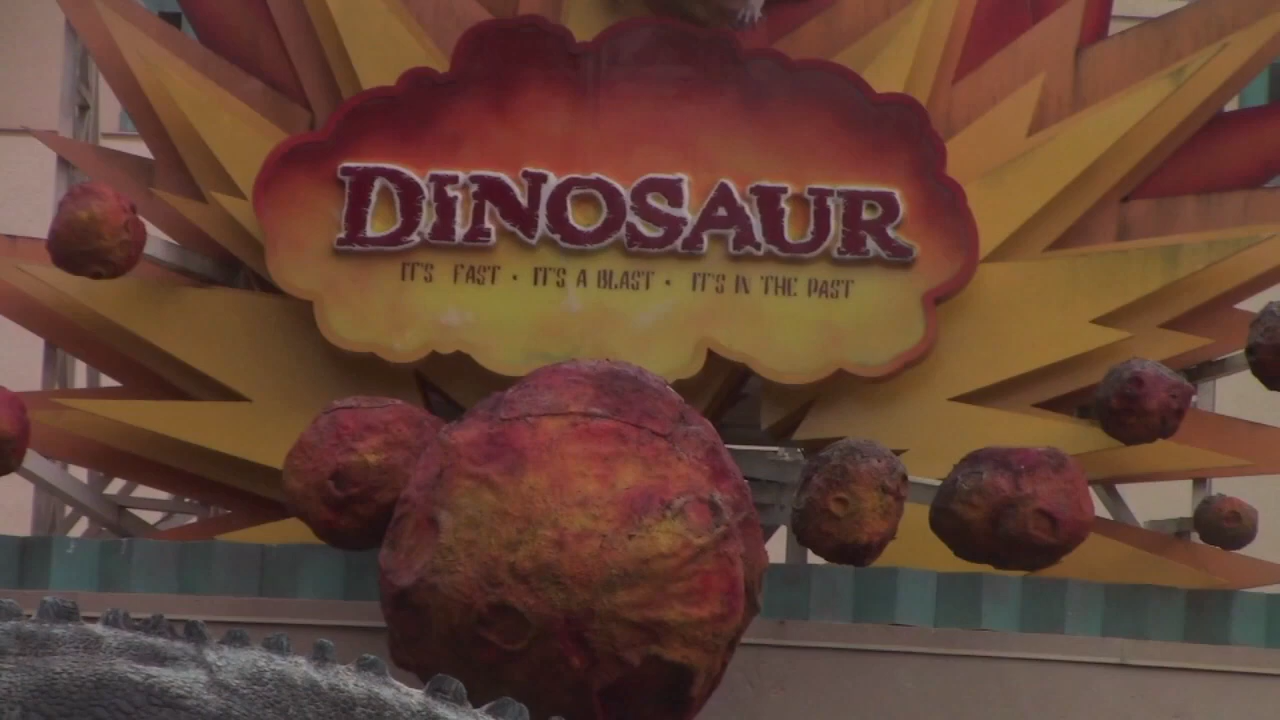 DINOSAUR
IT'S FAST • IT'S A BLAST • IT'S IN THE PAST